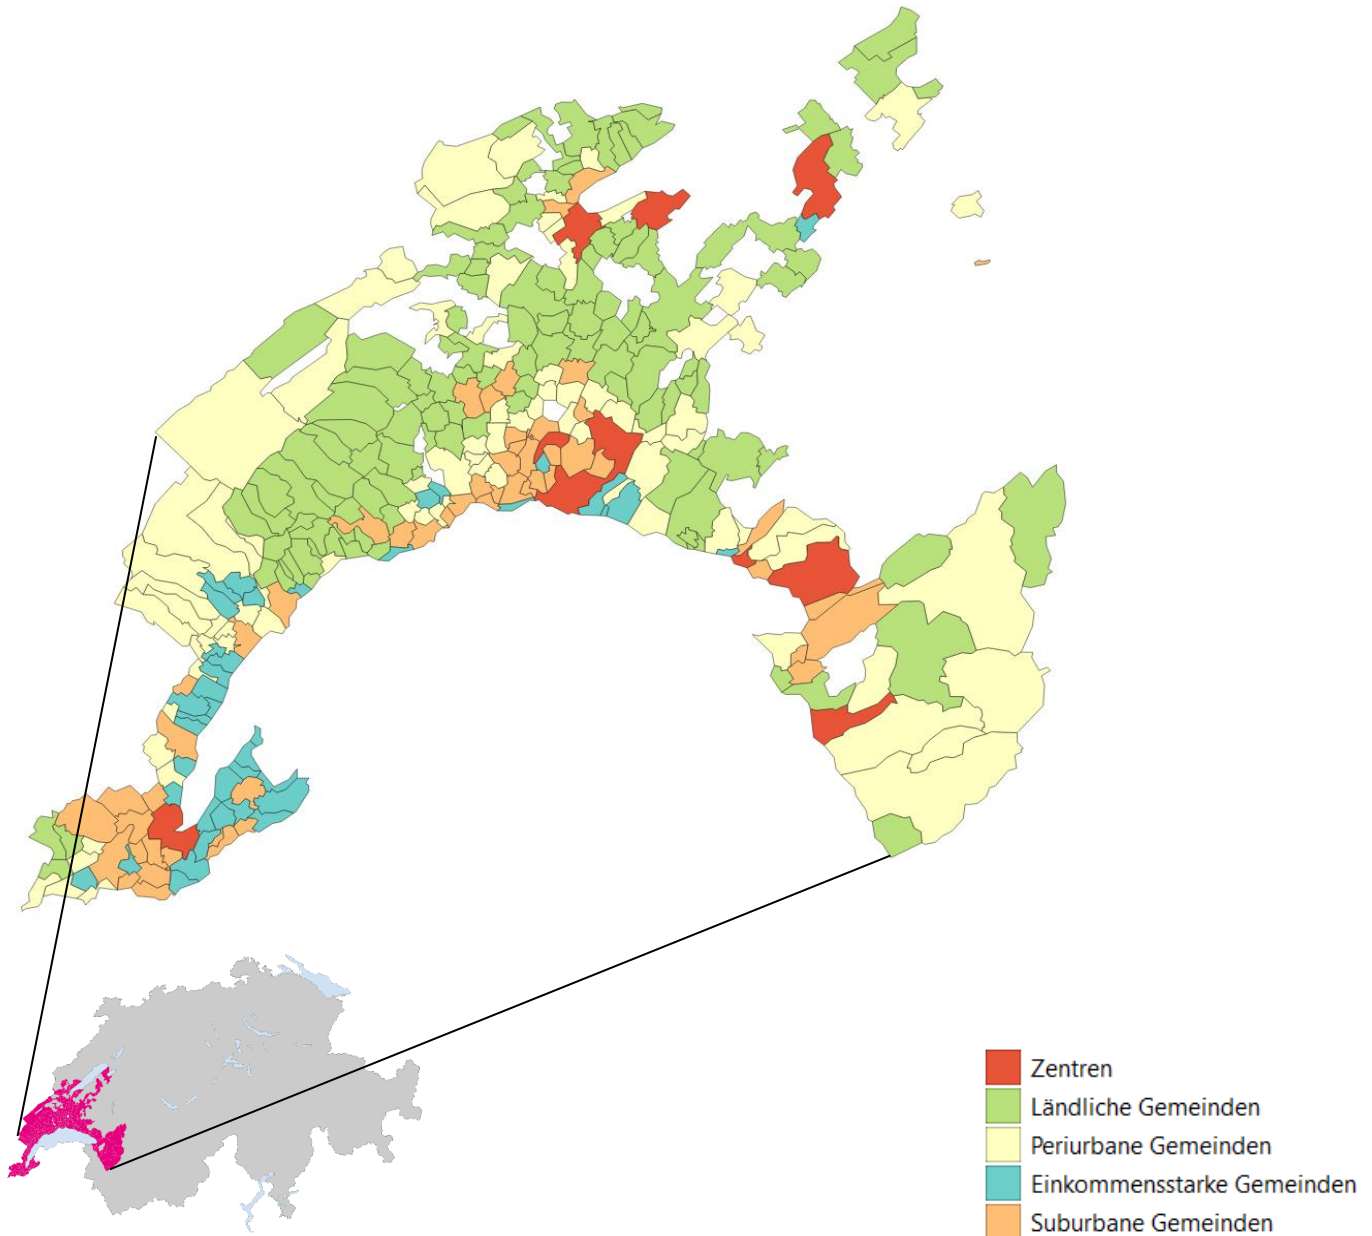 Zentren
Ländliche Gemeinden
Periurbane Gemeinden
Einkommensstarke Gemeinden
Suburbane Gemeinden